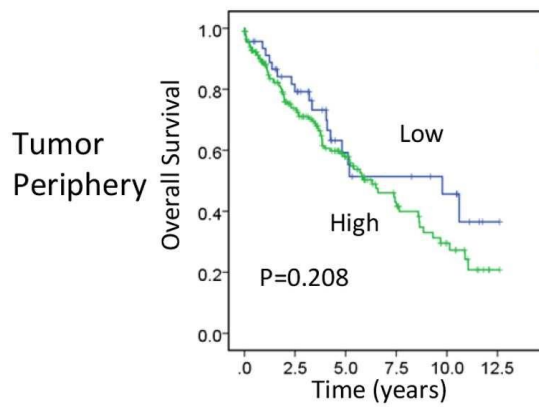 Tumor
Periphery
Overall Survival
1.0
0.8
0.6
0.4
0.2
0.0
Low
High
P=0.208
.0 2.5 5.0 7.5 10.0 12.5
Time (years)